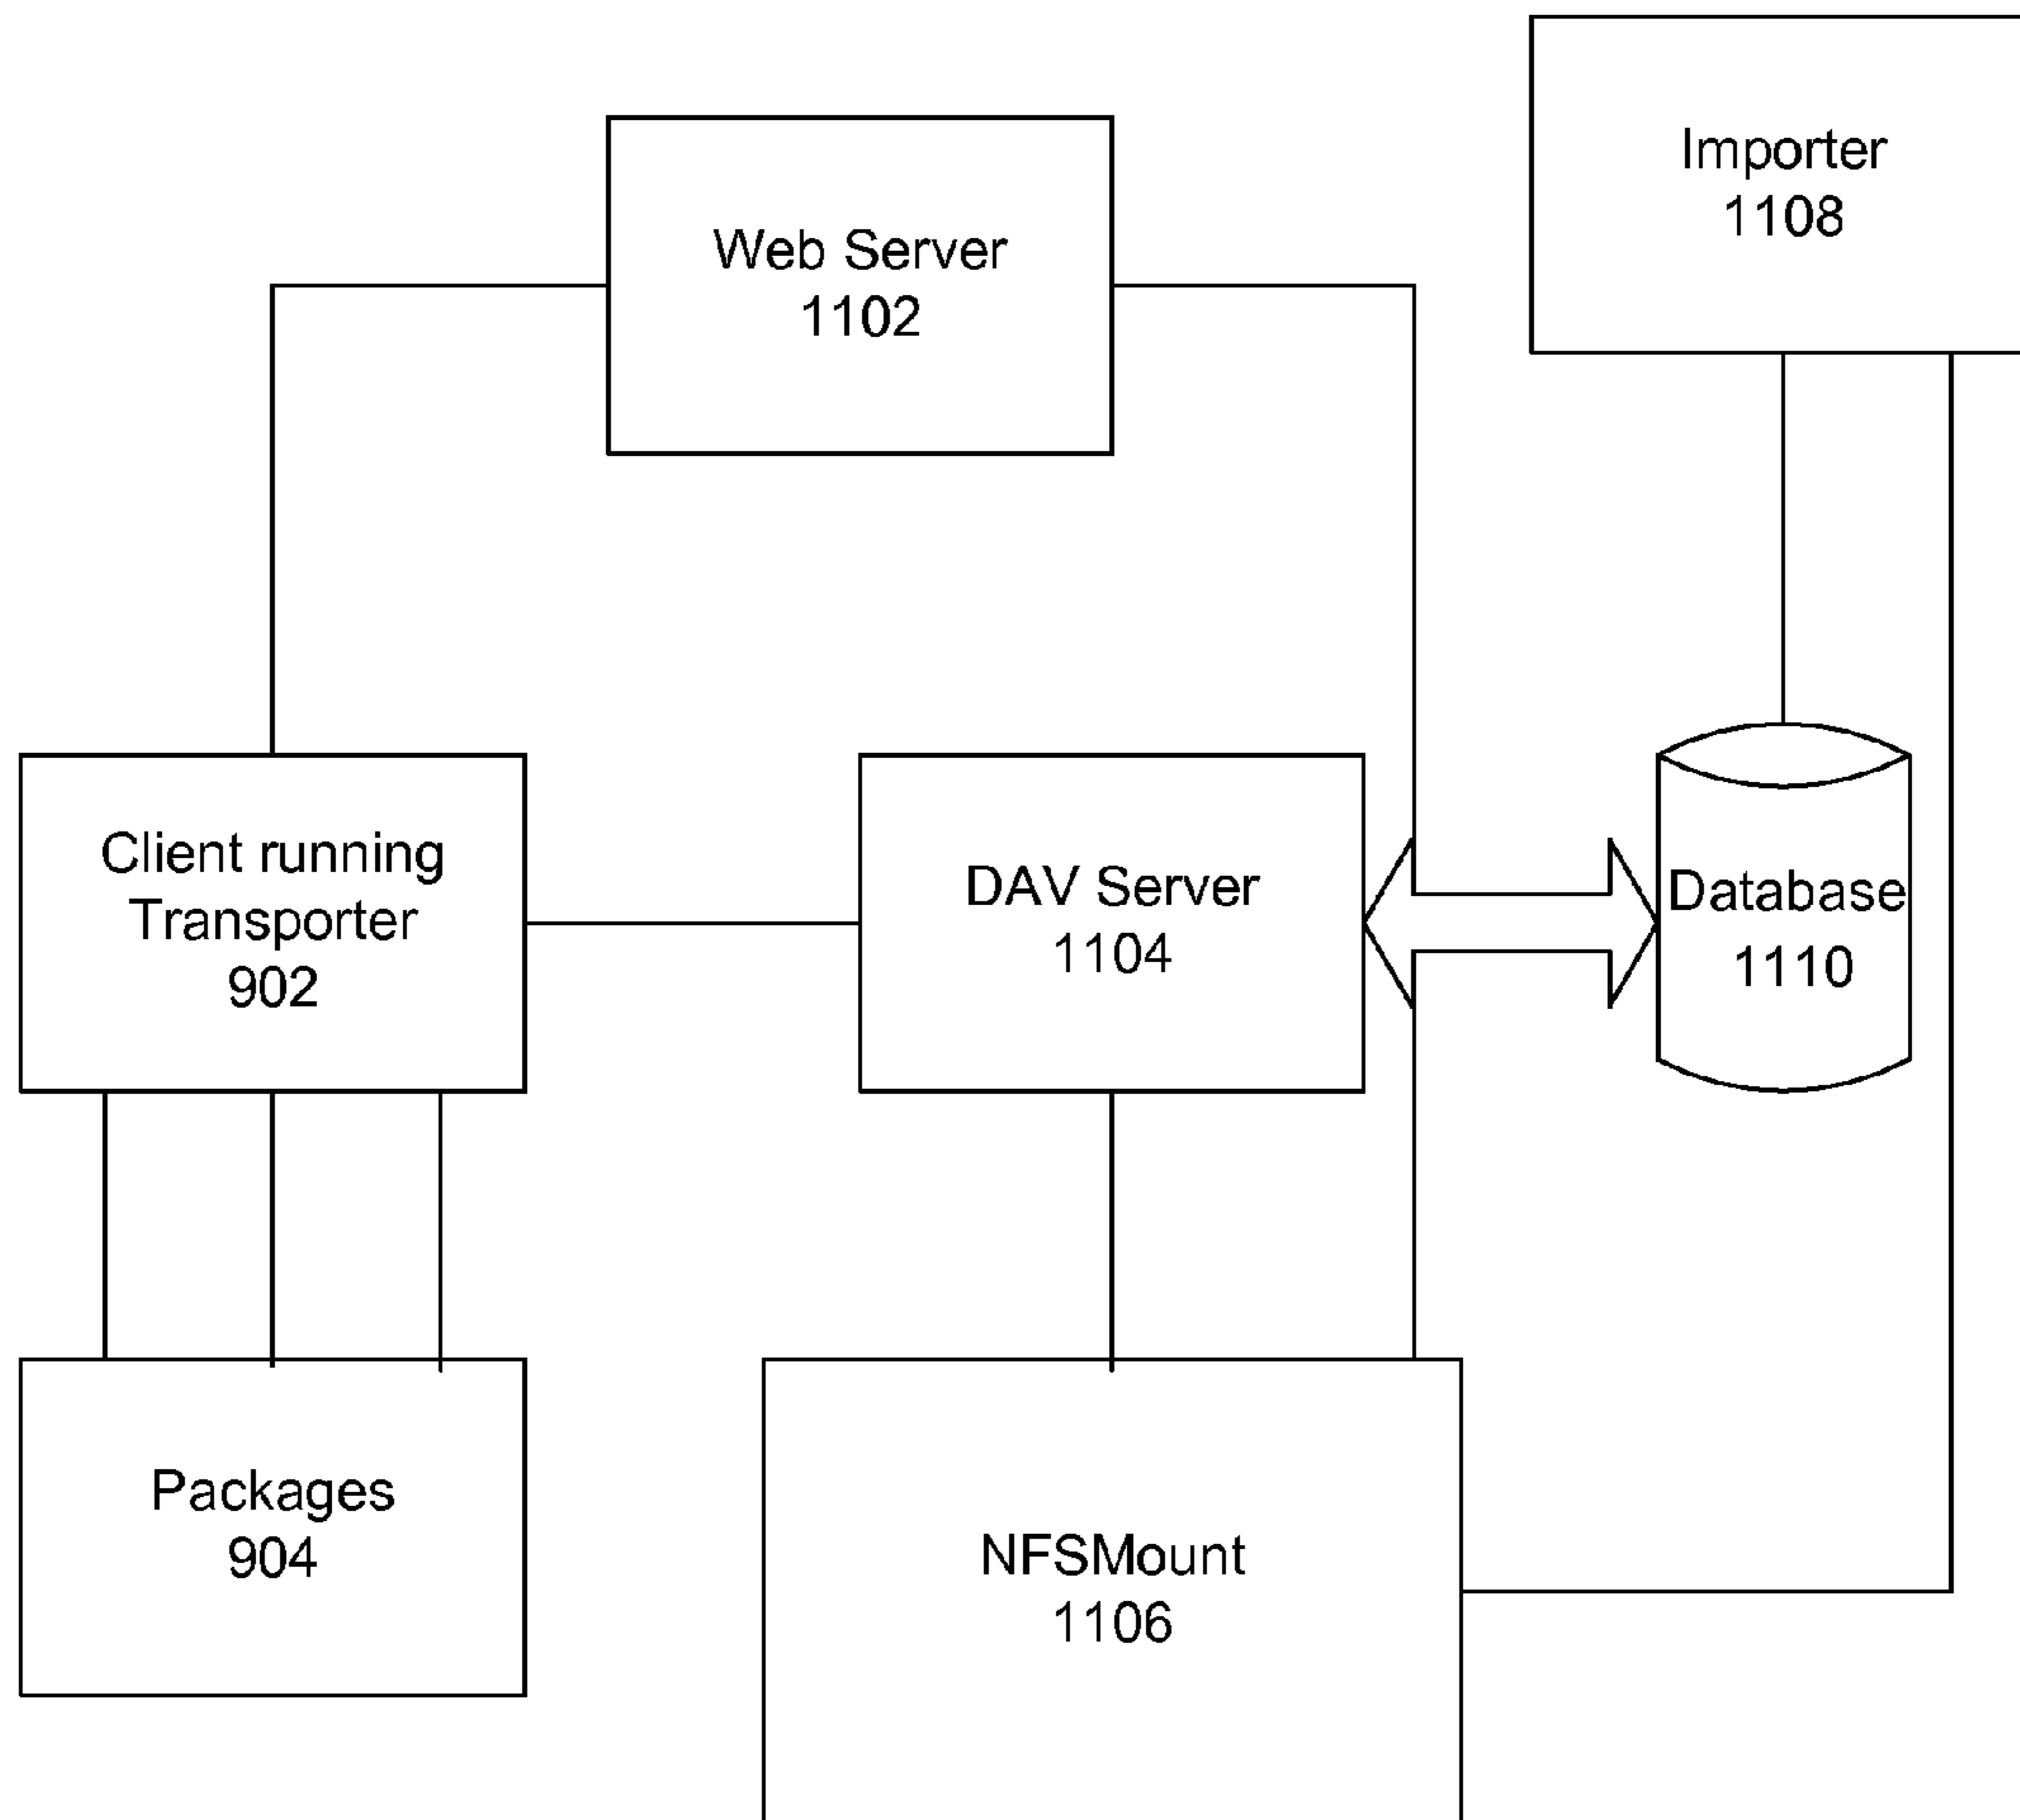 Importer
1108
Web Server
1102
Client running
Transporter
902
DAV Server
1104
Database
1110
Packages
904
NFSMount
1106